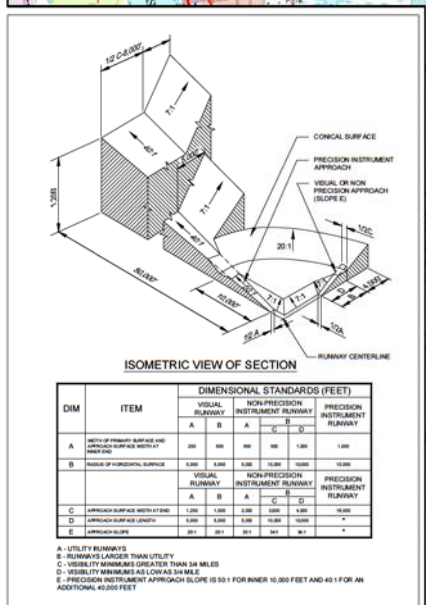 1/2 C-8,000'
7:1
40:1
7:1
40:1
20:1
1/2C
CONICAL SURFACE
PRECISION INSTRUMENT
APPROACH
VISUAL OR NON
PRECISION APPROACH
(SLOPE E)
50,000'
10,000'
7:1
7:1
D
B
4,000'
1/2 A
1/2A
RUNWAY CENTERLINE
ISOMETRIC VIEW OF SECTION
DIMENSIONAL STANDARDS (FEET)
DIM ITEM VISUAL RUNWAY NON-PRECISION INSTRUMENT RUNWAY PRECISION INSTRUMENT RUNWAY
A B A B
C D
A WIDTH OF PRIMARY SURFACE AND APPROACH SURFACE WIDTH AT INNER END 250 500 500 500 1,000 1,000
B RADIUS OF HORIZONTAL SURFACE 5,000 5,000 5,000 10,000 10,000 10,000
VISUAL RUNWAY NON-PRECISION INSTRUMENT RUNWAY PRECISION INSTRUMENT RUNWAY
A B A B
C D
C APPROACH SURFACE WIDTH AT END 1,250 1,500 2,000 3,500 4,000 16,000
D APPROACH SURFACE LENGTH 5,000 5,000 5,000 10,000 10,000 *
E APPROACH SLOPE 20:1 20:1 20:1 34:1 34:1 *
A - UTILITY RUNWAYS
B - RUNWAYS LARGER THAN UTILITY
C - VISIBILITY MINIMUMS GREATER THAN 3/4 MILES
D - VISIBILITY MINIMUMS AS LOW AS 3/4 MILE
E - PRECISION INSTRUMENT APPROACH SLOPE IS 50:1 FOR INNER 10,000 FEET AND 40:1 FOR AN
ADDITIONAL 40,000 FEET